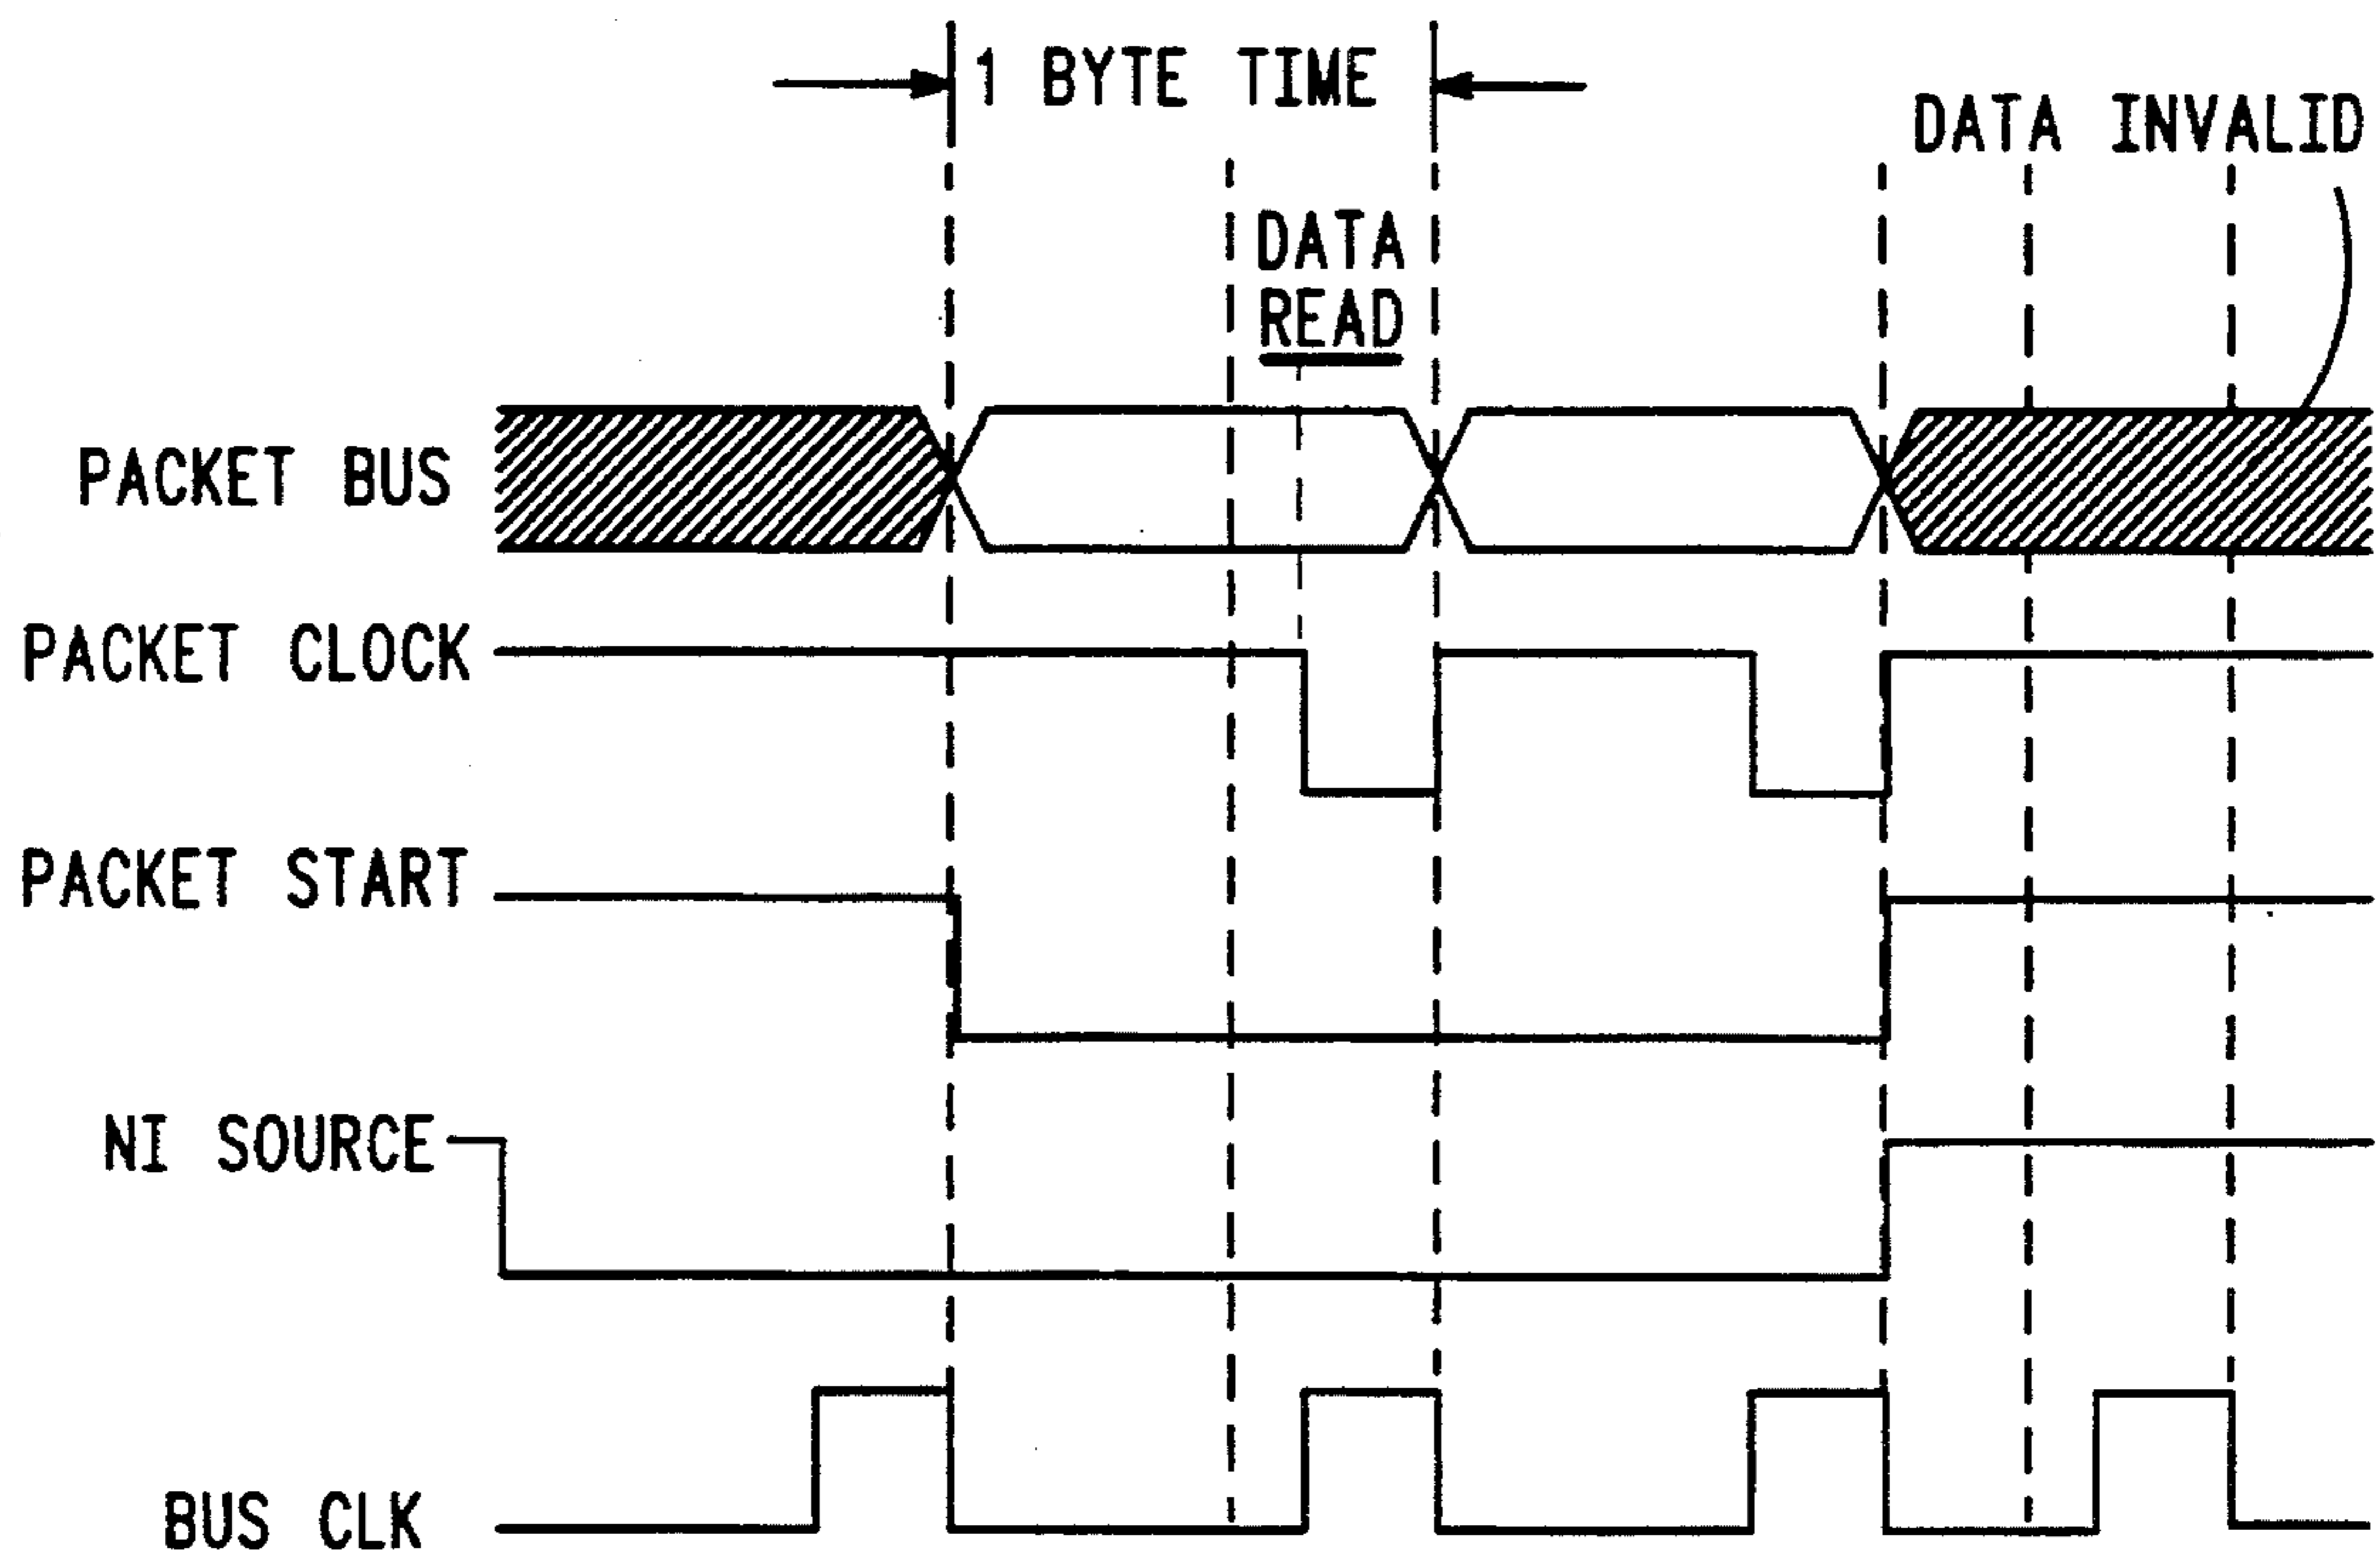 1 BYTE TIME
DATA INVALID
DATA
READ
PACKET BUS
PACKET CLOCK
PACKET START
NI SOURCE
BUS CLK